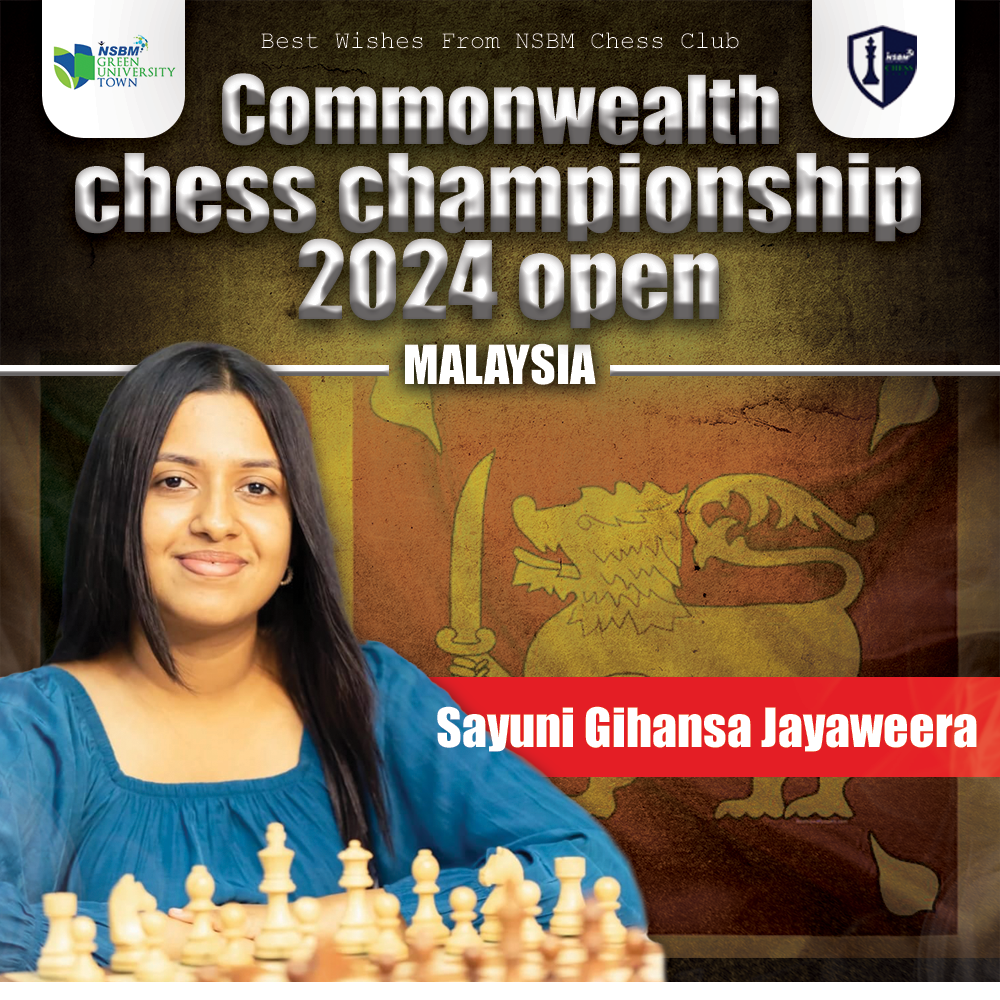 NSBM
GREEN
UNIVERSITY
TOWN
Best Wishes From NSBM Chess Club
NSBM
CHESS
Commonwealth
chess championship
2024 open
MALAYSIA
Sayuni Gihansa Jayaweera